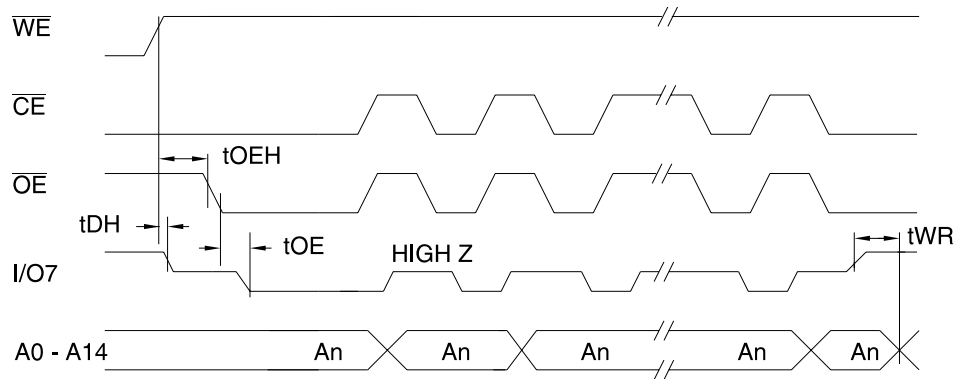 WE
CE
tOEH
OE
tDH
tOE
tWR
HIGH Z
I/O7
A0 - A14 An An An An An